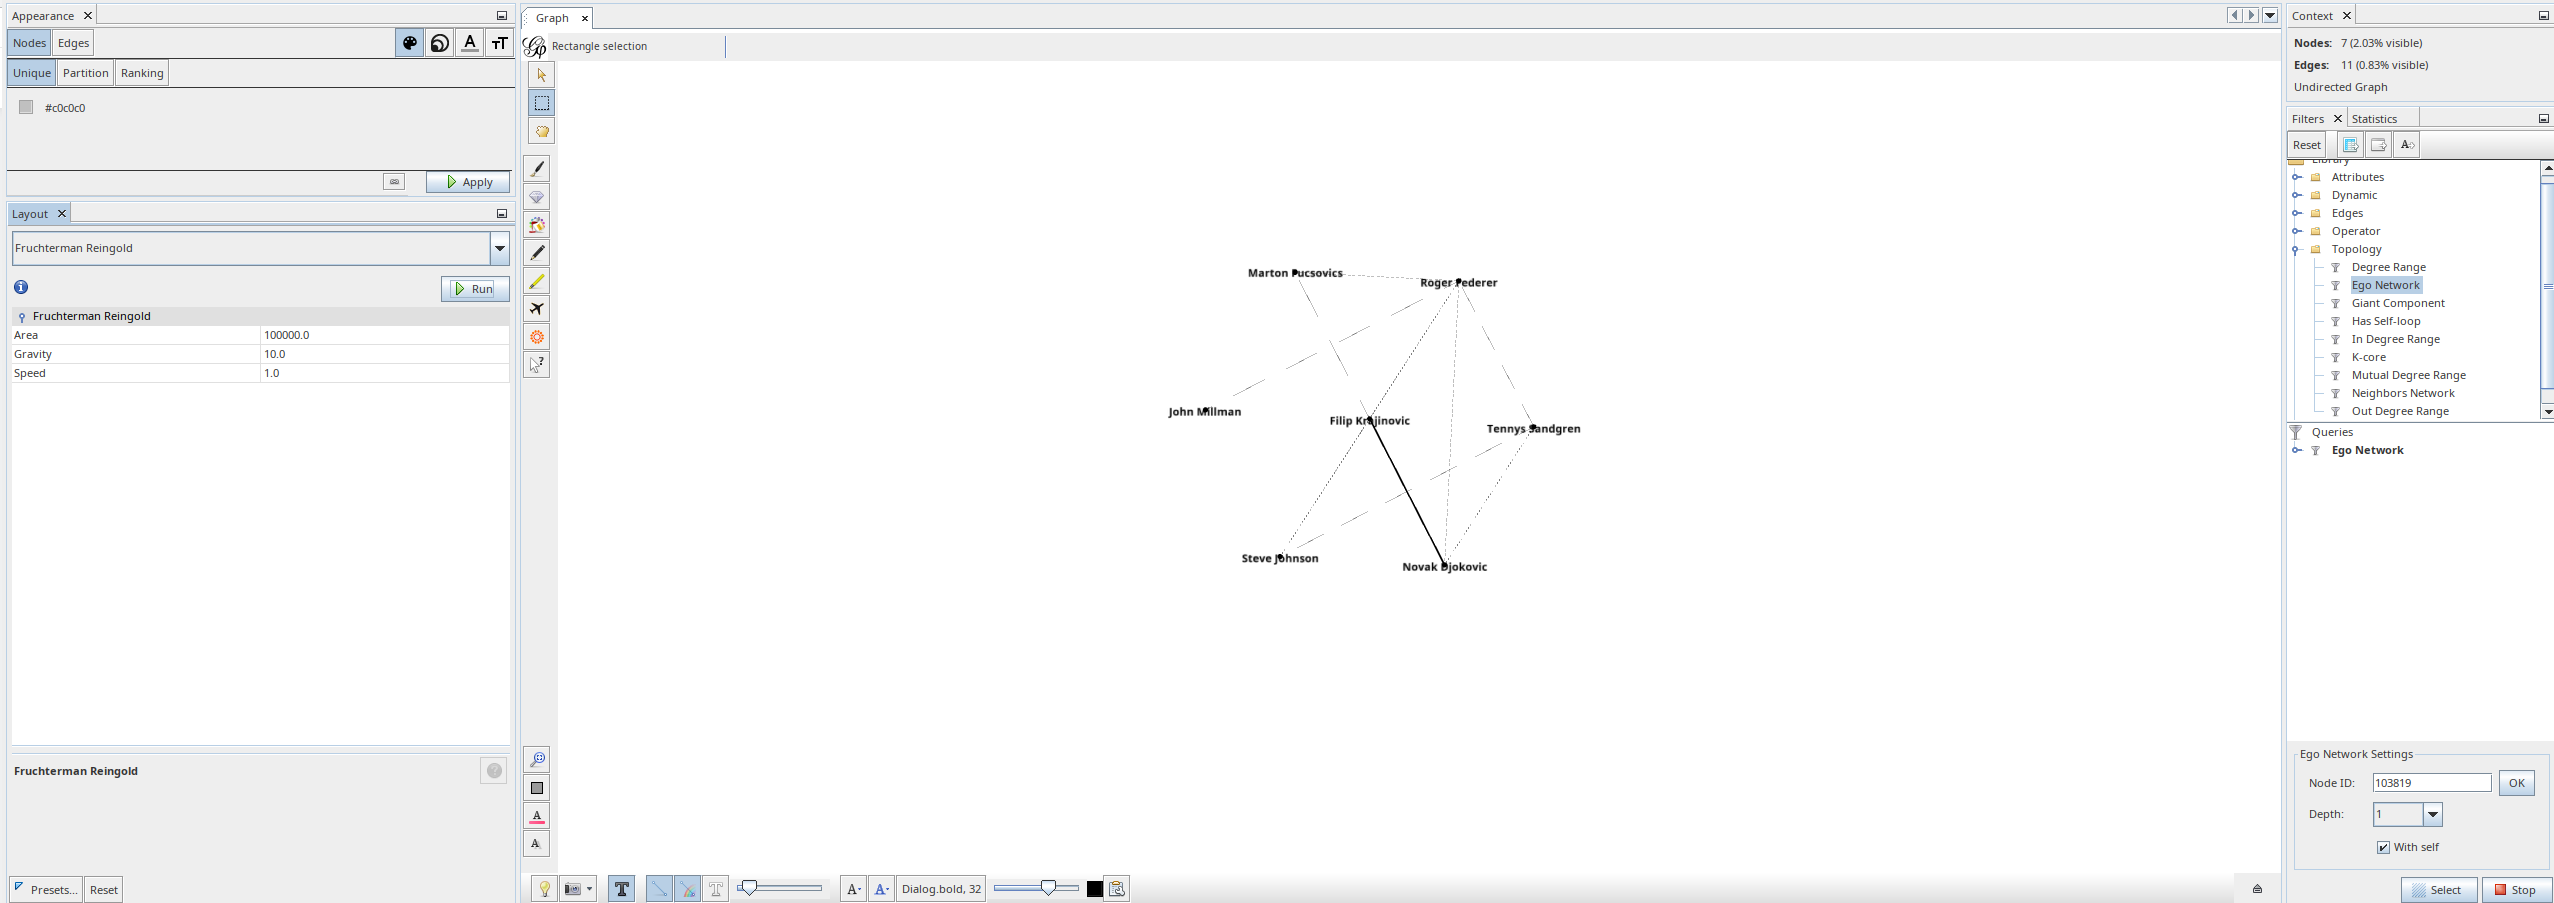 Appearance
Nodes Edges
Unique Partition Ranking
#c0c0c0
Apply
Layout
Fruchterman Reingold
Run
Fruchterman Reingold
Area 100000.0
Gravity 10.0
Speed 1.0
Fruchterman Reingold
Presets... Reset
Graph
Rectangle selection
Marton Fucsovics
Roger Federer
John Millman
Filip Krajinovic
Tennys Sandgren
Steve Johnson
Novak Djokovic
Dialog.bold, 32
Context
Nodes: 7 (2.03% visible)
Edges: 11 (0.83% visible)
Undirected Graph
Filters Statistics
Reset
Library
Attributes
Dynamic
Edges
Operator
Topology
Degree Range
Ego Network
Giant Component
Has Self-loop
In Degree Range
K-core
Mutual Degree Range
Neighbors Network
Out Degree Range
Queries
Ego Network
Ego Network Settings
Node ID: 103819 OK
Depth: 1
With self
Select Stop